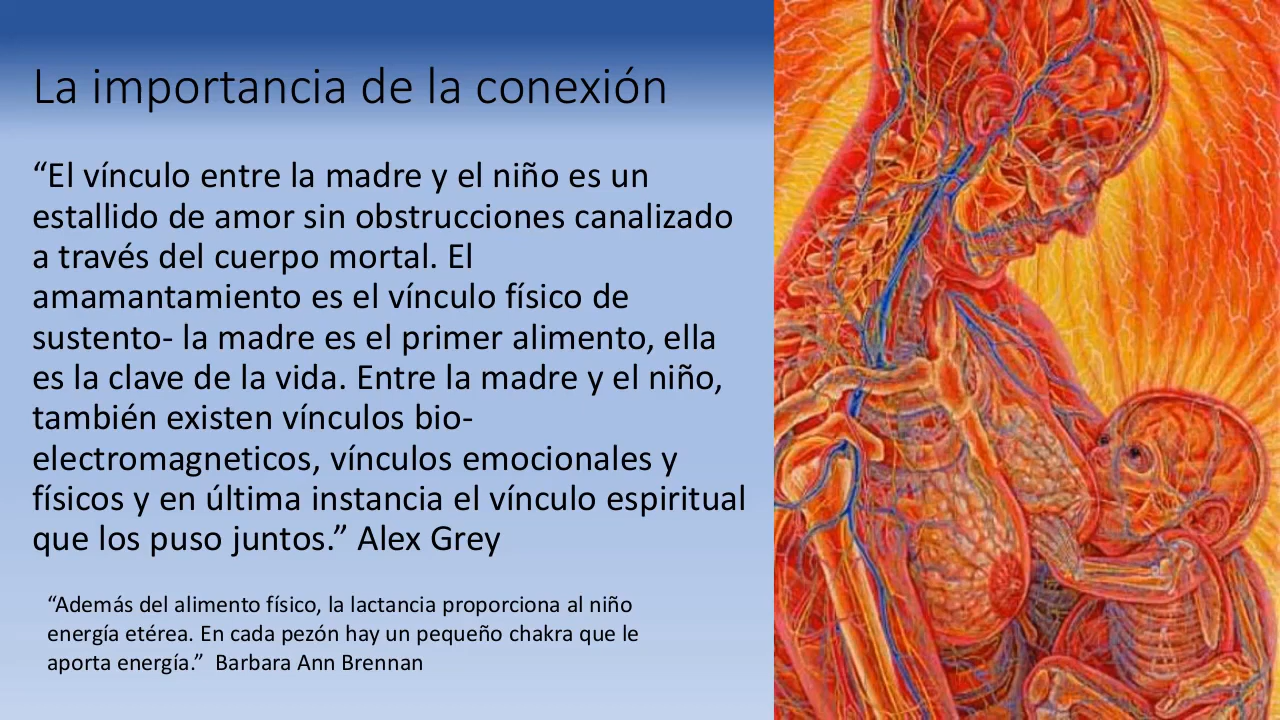 La importancia de la conexión
“El vínculo entre la madre y el niño es un
estallido de amor sin obstrucciones canalizado
a través del cuerpo mortal. El
amamantamiento es el vínculo físico de
sustento- la madre es el primer alimento, ella
es la clave de la vida. Entre la madre y el niño,
también existen vínculos bio-
electromagneticos, vínculos emocionales y
físicos y en última instancia el vínculo espiritual
que los puso juntos.” Alex Grey
“Además del alimento físico, la lactancia proporciona al niño
energía etérea. En cada pezón hay un pequeño chakra que le
aporta energía.”  Barbara Ann Brennan